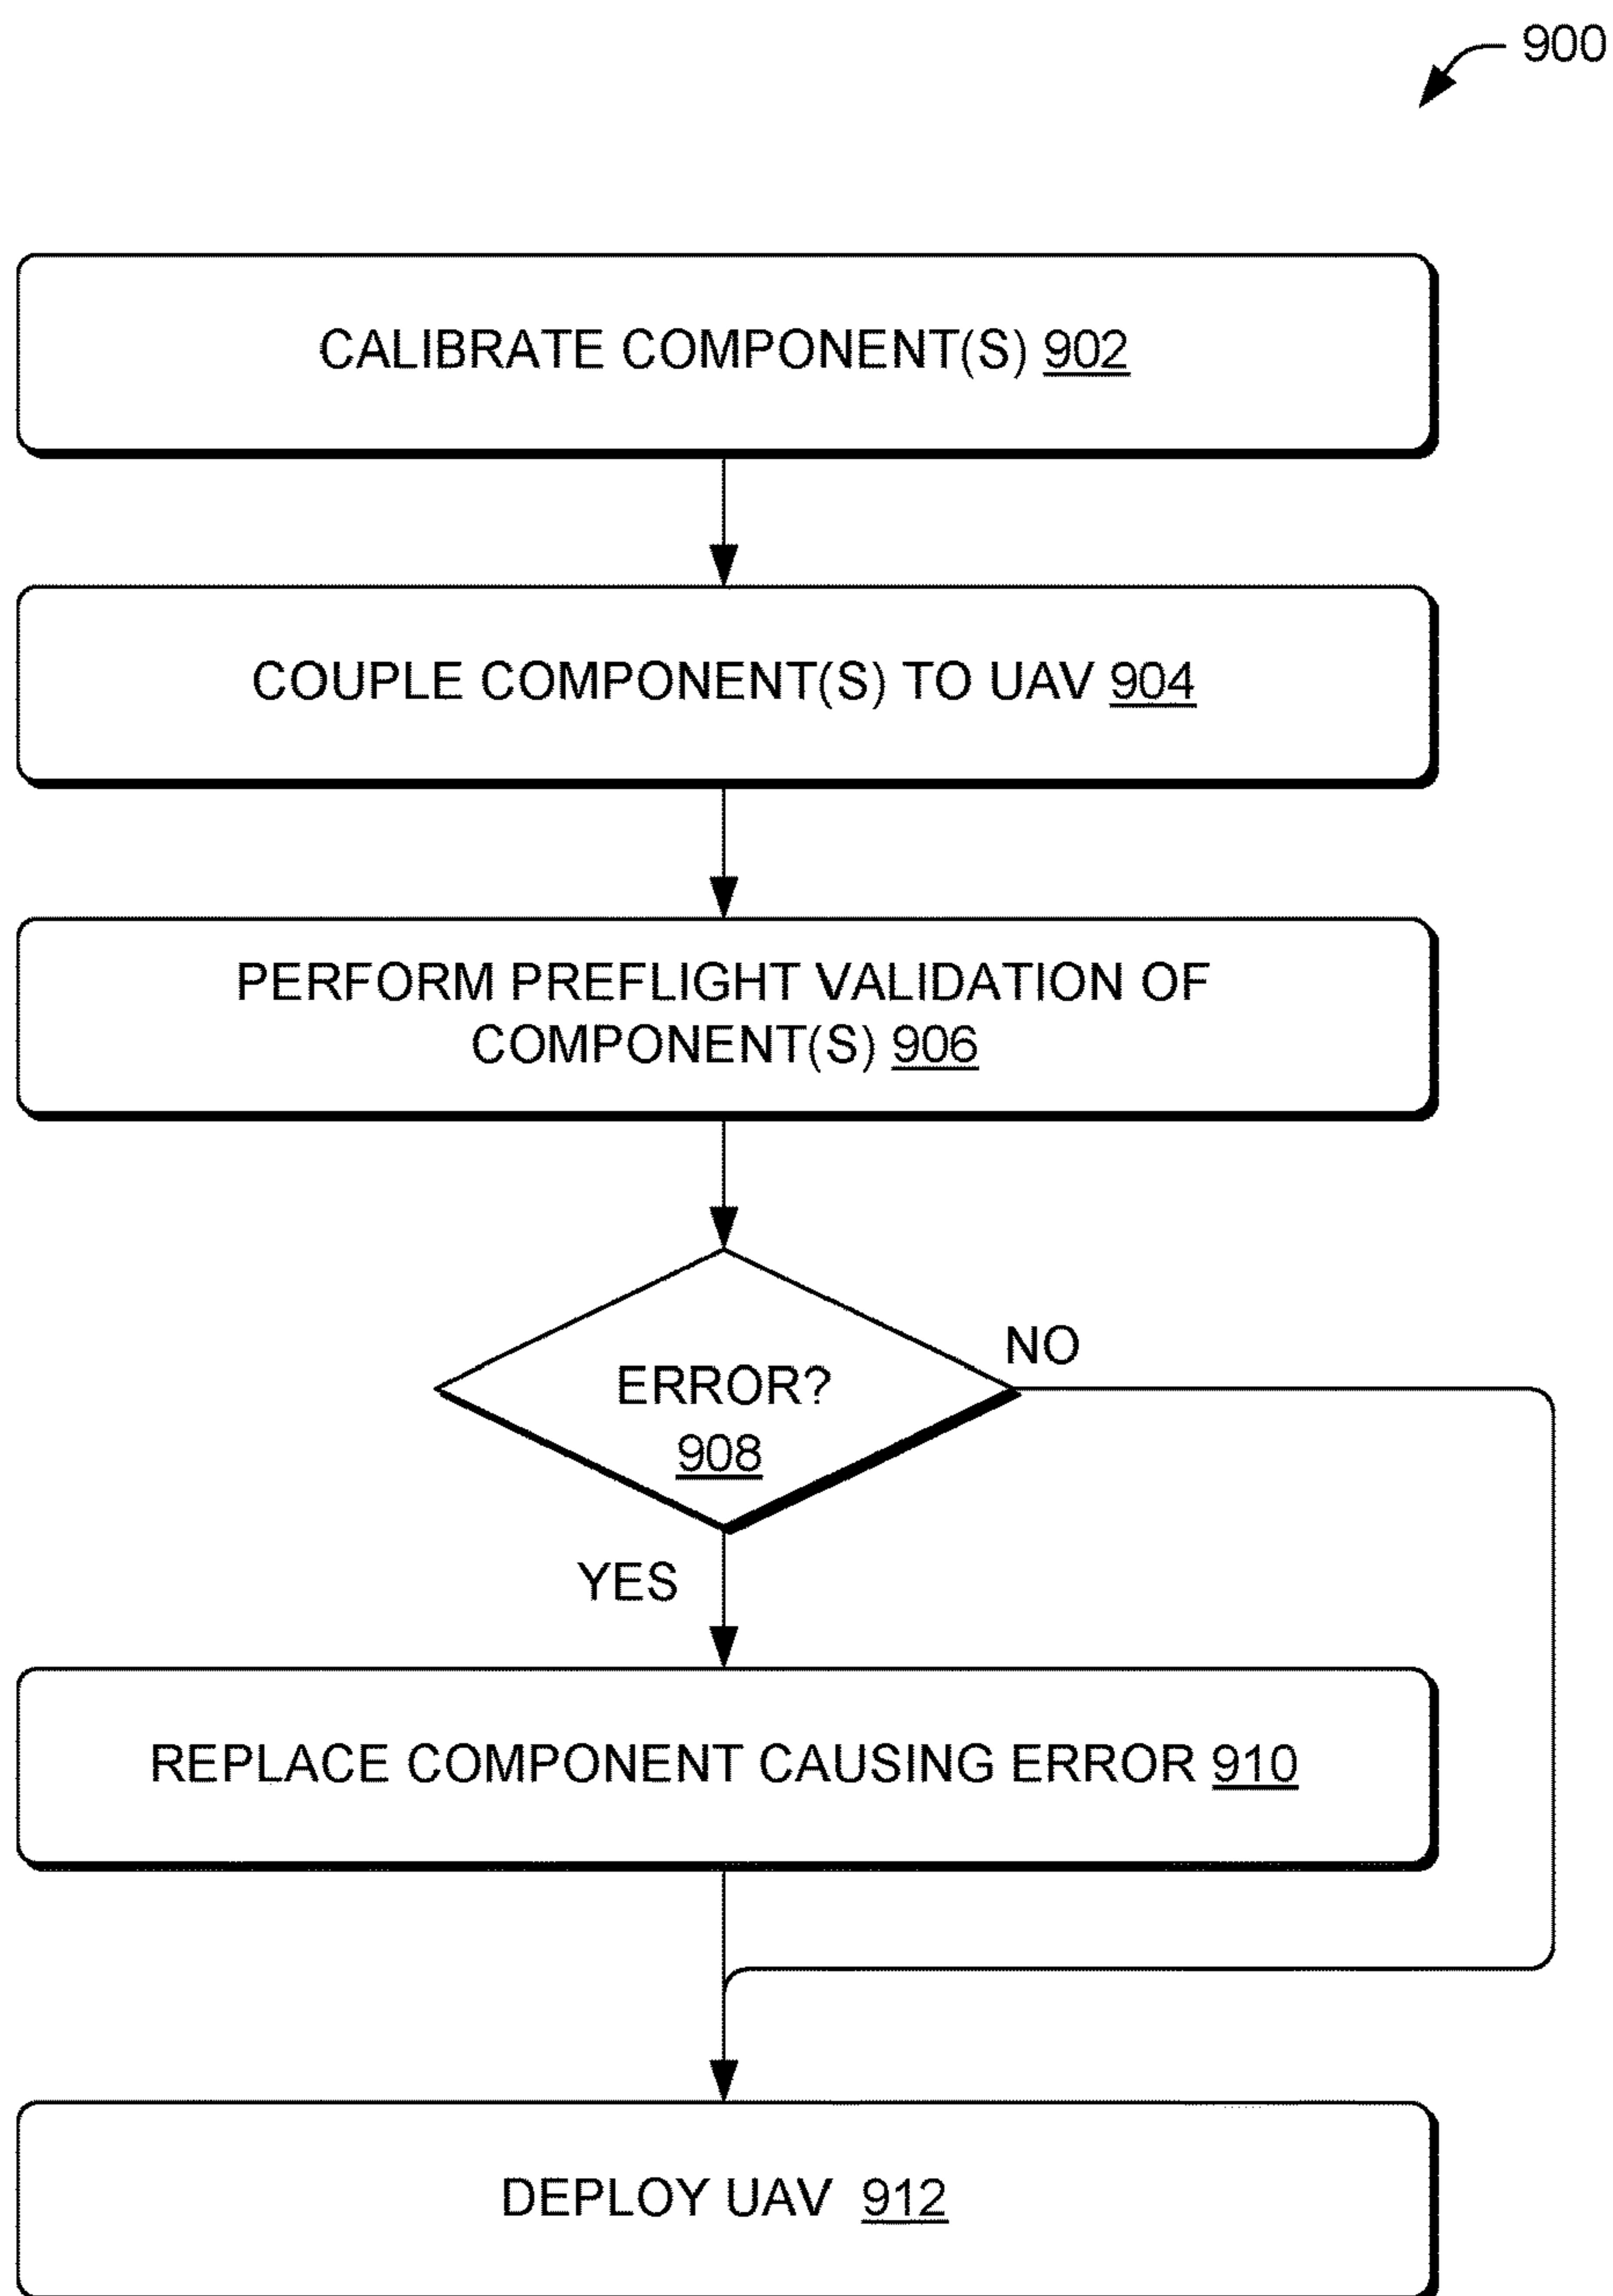 900
CALIBRATE COMPONENT(S) 902
COUPLE COMPONENT(S) TO UAV 904
PERFORM PREFLIGHT VALIDATION OF
COMPONENT(S) 906
NO
ERROR?
908
YES
REPLACE COMPONENT CAUSING ERROR 910
DEPLOY UAV 912